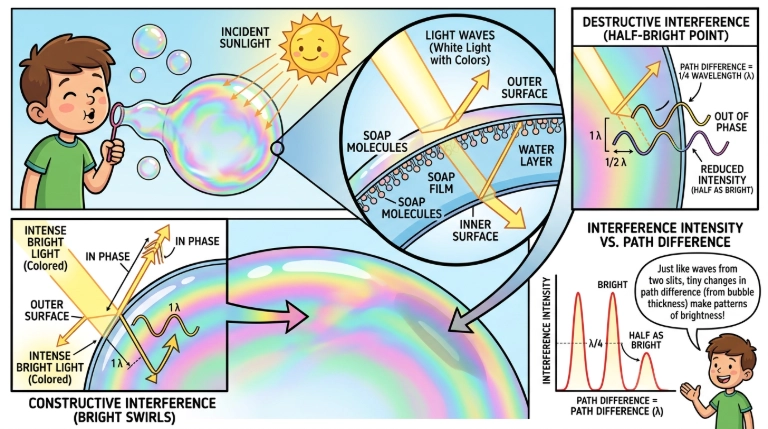 INCIDENT
SUNLIGHT
LIGHT WAVES
(White Light
with Colors)
OUTER
SURFACE
SOAP
MOLECULES
WATER
LAYER
SOAP
FILM
SOAP
MOLECULES
INNER
SURFACE
DESTRUCTIVE INTERFERENCE
(HALF-BRIGHT POINT)
PATH DIFFERENCE =
1/4 WAVELENGTH (λ)
OUT OF
PHASE
1λ
1/2 λ
REDUCED
INTENSITY
(HALF AS BRIGHT)
INTENSE
BRIGHT
LIGHT
(Colored)
IN PHASE
IN PHASE
OUTER
SURFACE
1λ
1λ
INTENSE
BRIGHT LIGHT
(Colored)
CONSTRUCTIVE INTERFERENCE
(BRIGHT SWIRLS)
INTERFERENCE INTENSITY
VS. PATH DIFFERENCE
INTERFERENCE INTENSITY
BRIGHT
λ/4
HALF AS
BRIGHT
PATH DIFFERENCE =
PATH DIFFERENCE (λ)
Just like waves from
two slits, tiny changes in
path difference (from bubble
thickness) make patterns
of brightness!